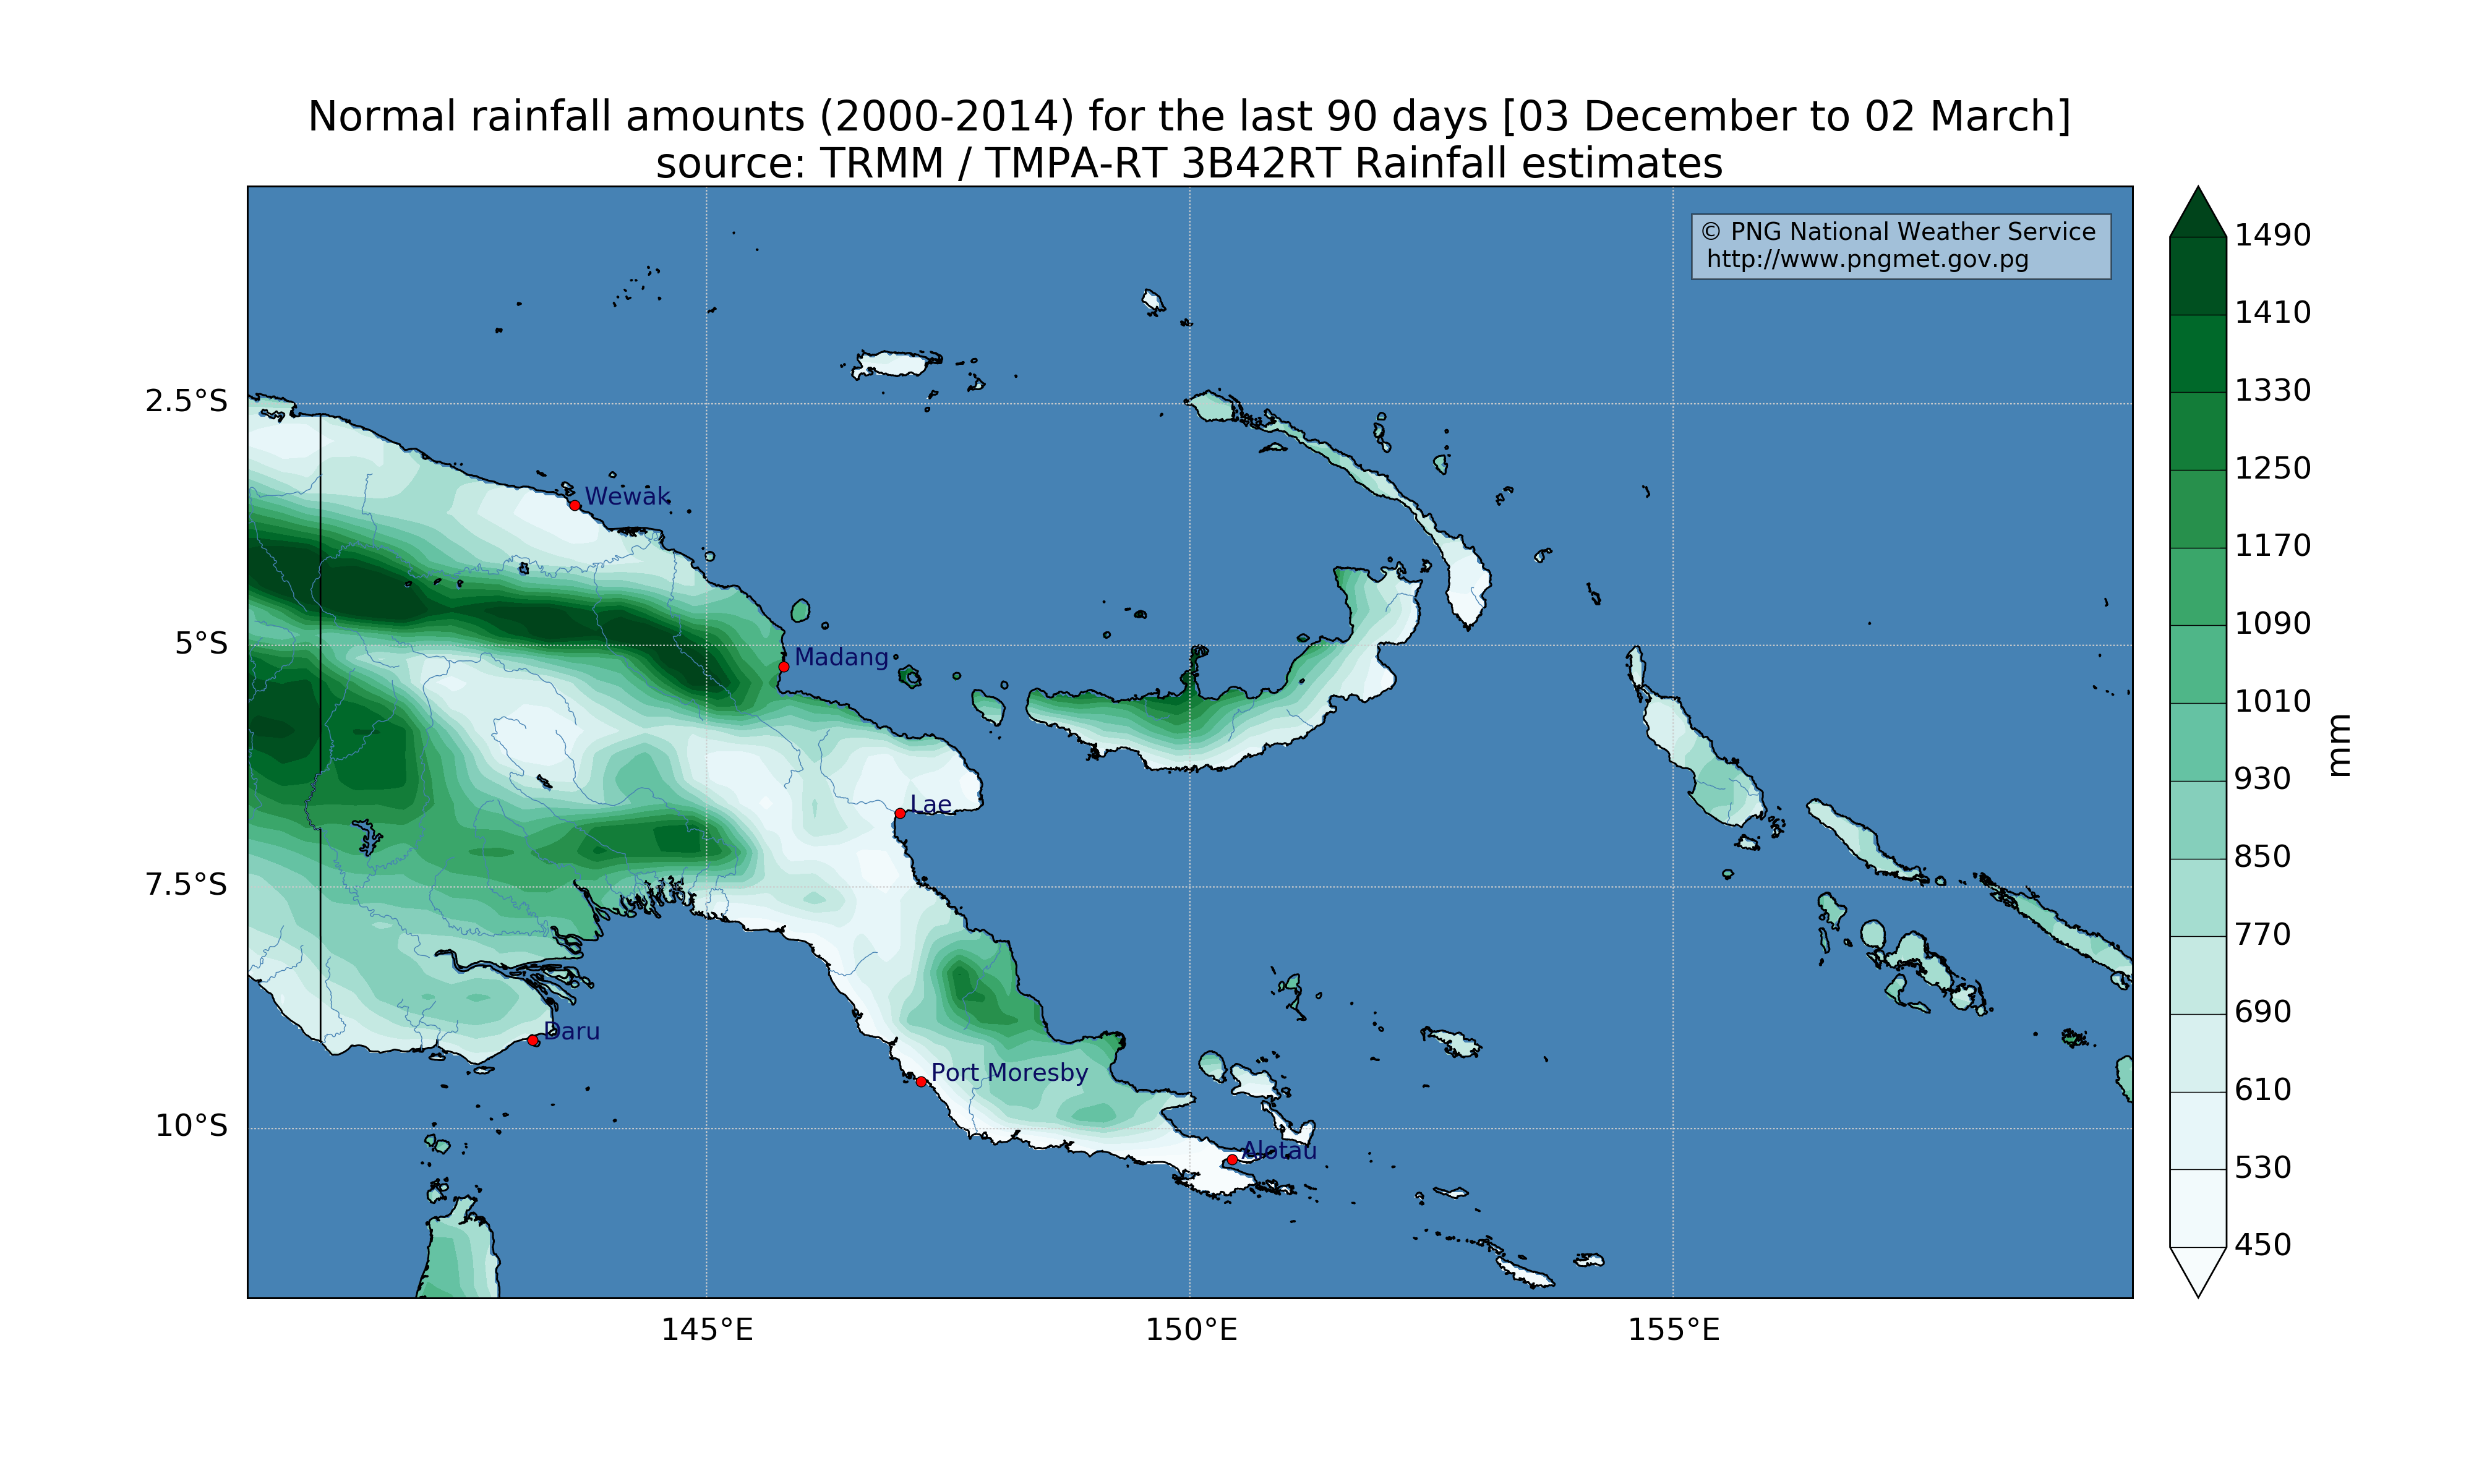 Normal rainfall amounts (2000-2014) for the last 90 days [03 December to 02 March]
source: TRMM / TMPA-RT 3B42RT Rainfall estimates
© PNG National Weather Service
http://www.pngmet.gov.pg
2.5°S
5°S
7.5°S
10°S
Wewak
Madang
Lae
Daru
Port Moresby
Alotau
145°E
150°E
155°E
1490
1410
1330
1250
1170
1090
1010
930
850
770
690
610
530
450
mm